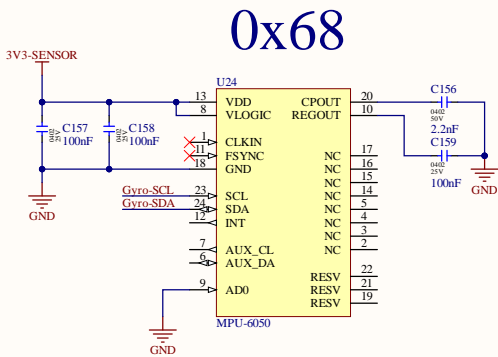 0x68
3V3-SENSOR
U24
13 VDD CPOUT 20
8 VLOGIC REGOUT 10
C156
0402
50V
2.2nF
C157
0402
25V
100nF
C158
0402
25V
100nF
C159
0402
25V
100nF
1 CLKIN
11 FSYNC
18 GND
NC 17
NC 16
NC 15
NC 14
NC 5
NC 4
NC 3
NC 2
GND
GND
Gyro-SCL 23 SCL
Gyro-SDA 24 SDA
12 INT
7 AUX_CL
6 AUX_DA
RESV 22
RESV 21
RESV 19
9 AD0
MPU-6050
GND